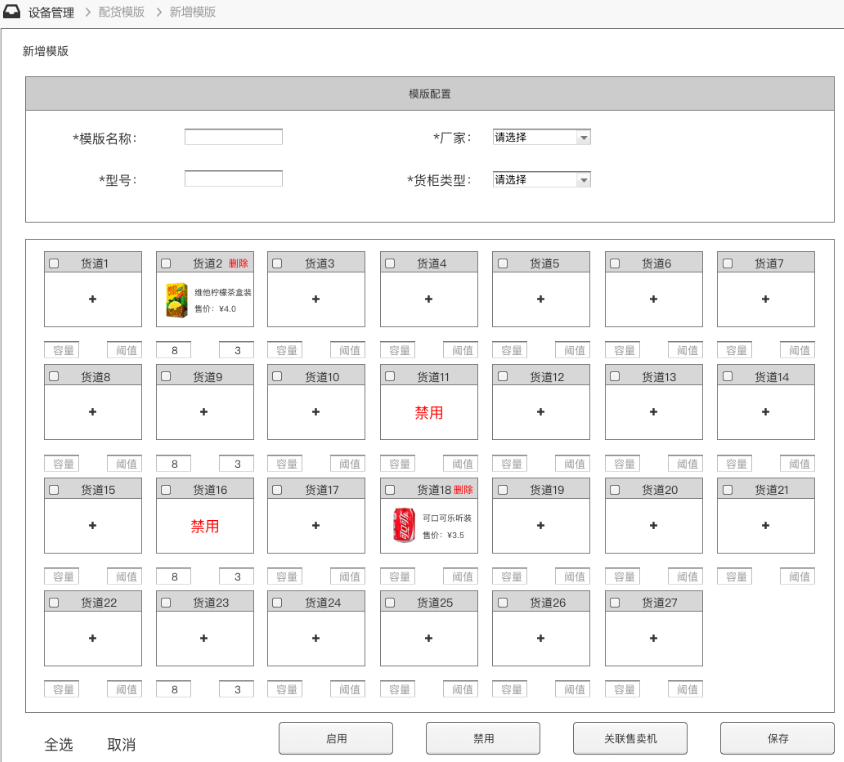 设备管理 > 配货模版 > 新增模版
新增模版
模版配置
*模版名称: *厂家: 请选择
*型号: *货柜类型: 请选择
货道1 货道2 删除 货道3 货道4 货道5 货道6 货道7
+ 维他柠檬茶盒装 + + + + +
售价: ¥4.0
容量 阈值 8 3 容量 阈值 容量 阈值 容量 阈值 容量 阈值 容量 阈值
货道8 货道9 货道10 货道11 货道12 货道13 货道14
+ + + 禁用 + + +
容量 阈值 8 3 容量 阈值 容量 阈值 容量 阈值 容量 阈值 容量 阈值
货道15 货道16 货道17 货道18 删除 货道19 货道20 货道21
+ 禁用 + 可口可乐听装 + + +
售价: ¥3.5
容量 阈值 8 3 容量 阈值 容量 阈值 容量 阈值 容量 阈值 容量 阈值
货道22 货道23 货道24 货道25 货道26 货道27
+ + + + + +
容量 阈值 8 3 容量 阈值 容量 阈值 容量 阈值 容量 阈值
全选 取消 启用 禁用 关联售卖机 保存